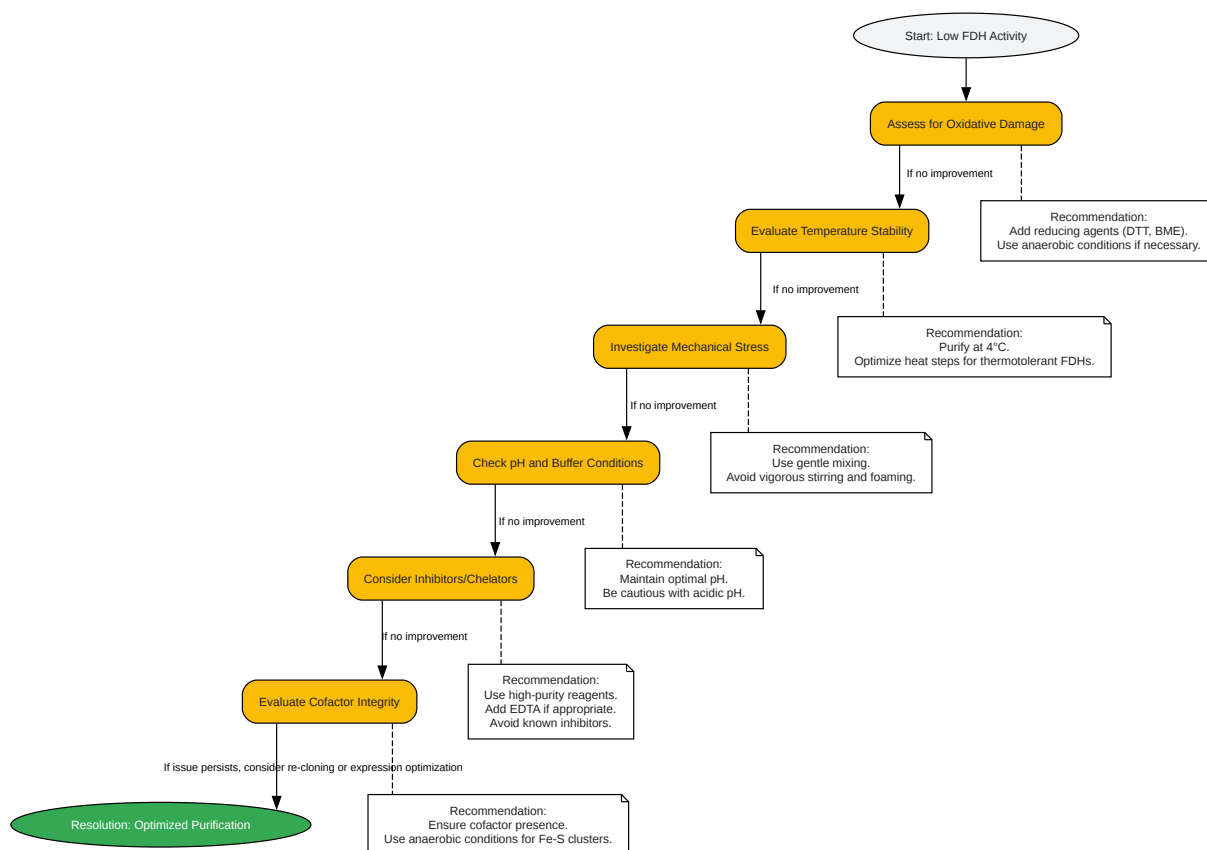 Start: Low FDH Activity
Assess for Oxidative Damage
If no improvement
Recommendation:
Add reducing agents (DTT, BME).
Use anaerobic conditions if necessary.
Evaluate Temperature Stability
If no improvement
Recommendation:
Purify at 4°C.
Optimize heat steps for thermotolerant FDHs.
Investigate Mechanical Stress
If no improvement
Recommendation:
Use gentle mixing.
Avoid vigorous stirring and foaming.
Check pH and Buffer Conditions
If no improvement
Recommendation:
Maintain optimal pH.
Be cautious with acidic pH.
Consider Inhibitors/Chelators
If no improvement
Recommendation:
Use high-purity reagents.
Add EDTA if appropriate.
Avoid known inhibitors.
Evaluate Cofactor Integrity
If issue persists, consider re-cloning or expression optimization
Recommendation:
Ensure cofactor presence.
Use anaerobic conditions for Fe-S clusters.
Resolution: Optimized Purification